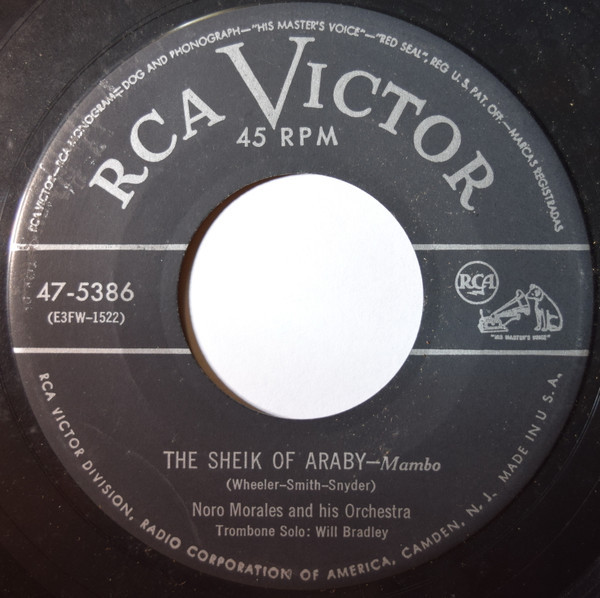 RCA VICTOR—RCA MONOGRAM—DOG AND PHONOGRAPH—"HIS MASTER'S VOICE"—"RED SEAL", REG U.S. PAT. OFF.—MARCAS REGISTRADAS
RCA VICTOR
45 RPM
47-5386
(E3FW-1522)
RCA
"HIS MASTER'S VOICE"
THE SHEIK OF ARABY—Mambo
(Wheeler-Smith-Snyder)
Noro Morales and his Orchestra
Trombone Solo: Will Bradley
RCA VICTOR DIVISION, RADIO CORPORATION OF AMERICA, CAMDEN, N. J. MADE IN U.S.A.